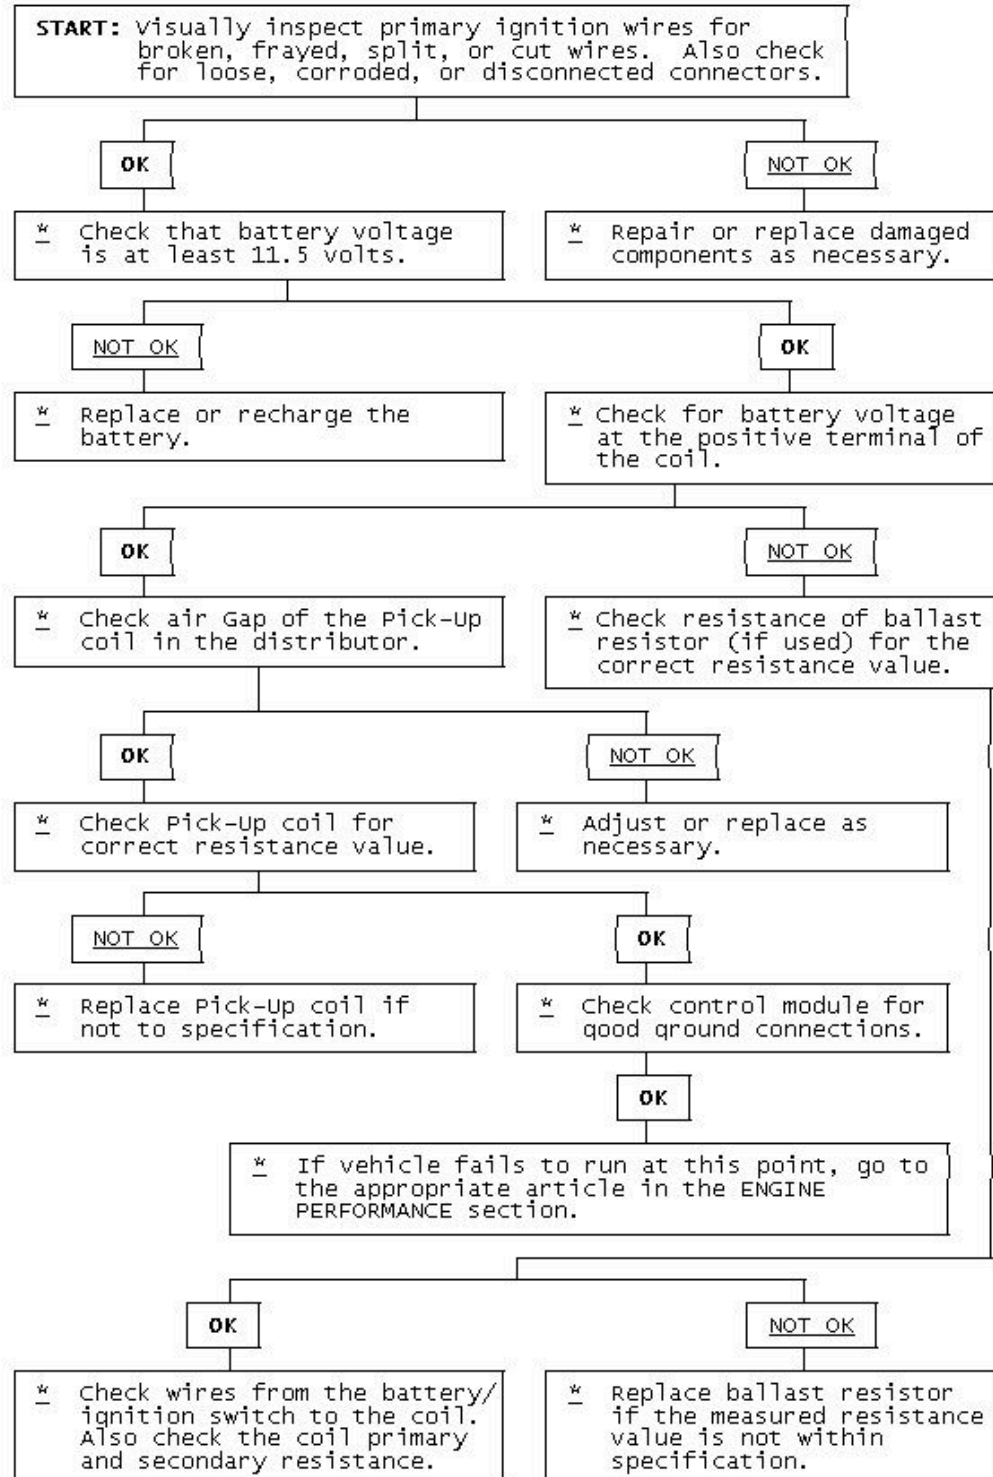 START: Visually inspect primary ignition wires for
broken, frayed, split, or cut wires. Also check
for loose, corroded, or disconnected connectors.
OK
NOT OK
* Check that battery voltage
is at least 11.5 volts.
* Repair or replace damaged
components as necessary.
NOT OK
OK
* Replace or recharge the
battery.
* Check for battery voltage
at the positive terminal of
the coil.
OK
NOT OK
* Check air Gap of the Pick-Up
coil in the distributor.
* Check resistance of ballast
resistor (if used) for the
correct resistance value.
OK
NOT OK
* Check Pick-Up coil for
correct resistance value.
* Adjust or replace as
necessary.
NOT OK
OK
* Replace Pick-Up coil if
not to specification.
* Check control module for
good ground connections.
OK
* If vehicle fails to run at this point, go to
the appropriate article in the ENGINE
PERFORMANCE section.
OK
NOT OK
* Check wires from the battery/
ignition switch to the coil.
Also check the coil primary
and secondary resistance.
* Replace ballast resistor
if the measured resistance
value is not within
specification.